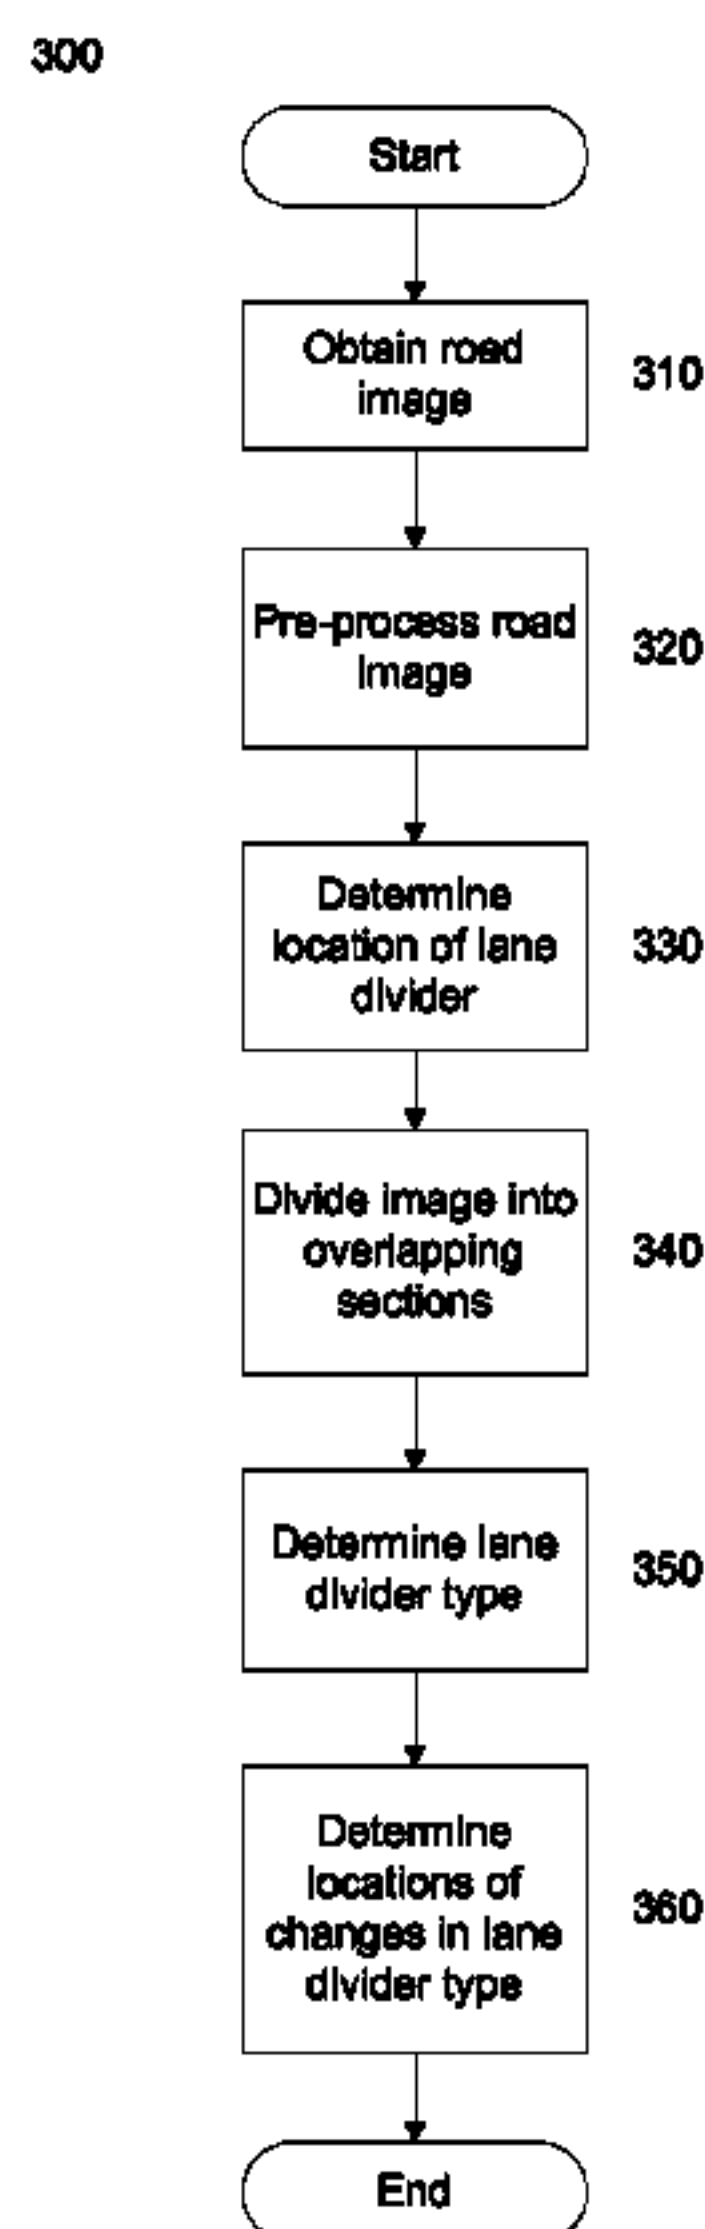 300
Start
Obtain road
image
310
Pre-process road
image
320
Determine
location of lane
divider
330
Divide image into
overlapping
sections
340
Determine lane
divider type
350
Determine
locations of
changes in lane
divider type
360
End